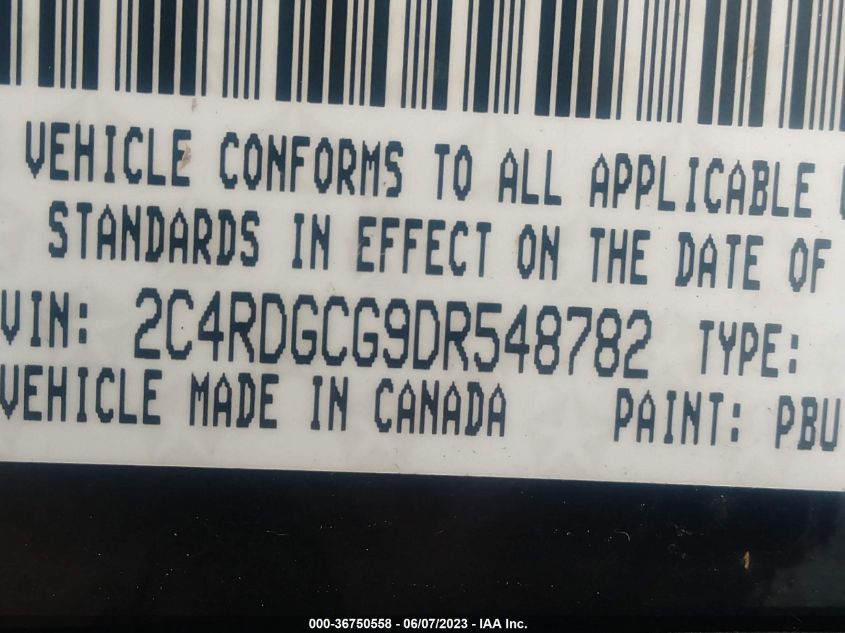 VEHICLE CONFORMS TO ALL APPLICABLE
STANDARDS IN EFFECT ON THE DATE OF
VIN: 2C4RDGCG9DR548782 TYPE:
VEHICLE MADE IN CANADA PAINT: PBU
000-36750558 - 06/07/2023 - IAA Inc.